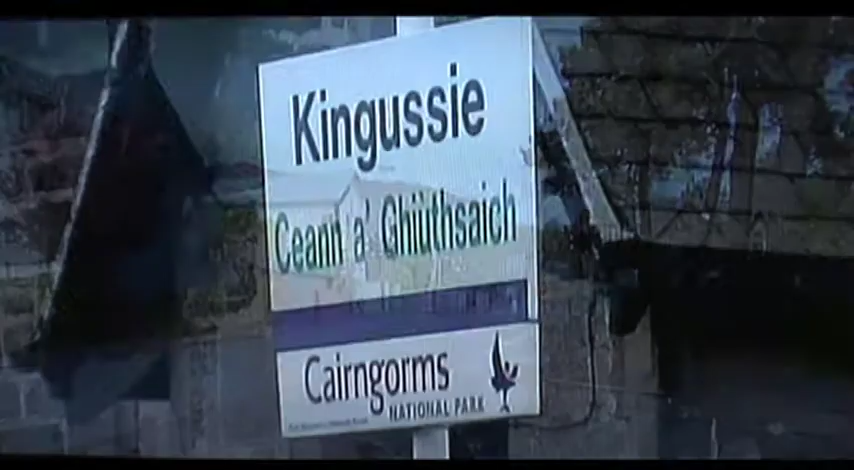 Kingussie
Ceann a' Ghiùthsaich
Cairngorms
NATIONAL PARK